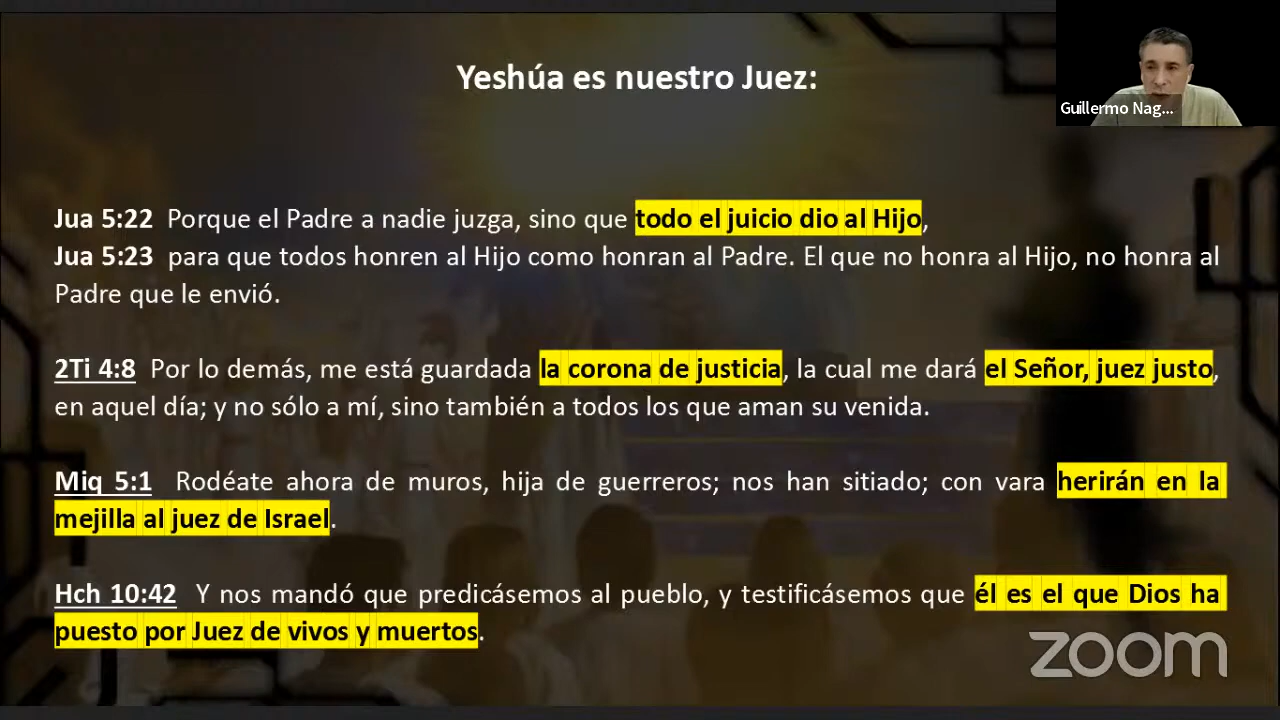 Yeshúa es nuestro Juez:
Guillermo Nag...
Jua 5:22 Porque el Padre a nadie juzga, sino que todo el juicio dio al Hijo,
Jua 5:23 para que todos honren al Hijo como honran al Padre. El que no honra al Hijo, no honra al
Padre que le envió.
2Ti 4:8 Por lo demás, me está guardada la corona de justicia, la cual me dará el Señor, juez justo,
en aquel día; y no sólo a mí, sino también a todos los que aman su venida.
Miq 5:1 Rodéate ahora de muros, hija de guerreros; nos han sitiado; con vara herirán en la
mejilla al juez de Israel.
Hch 10:42 Y nos mandó que predicásemos al pueblo, y testificásemos que él es el que Dios ha
puesto por Juez de vivos y muertos.
zoom